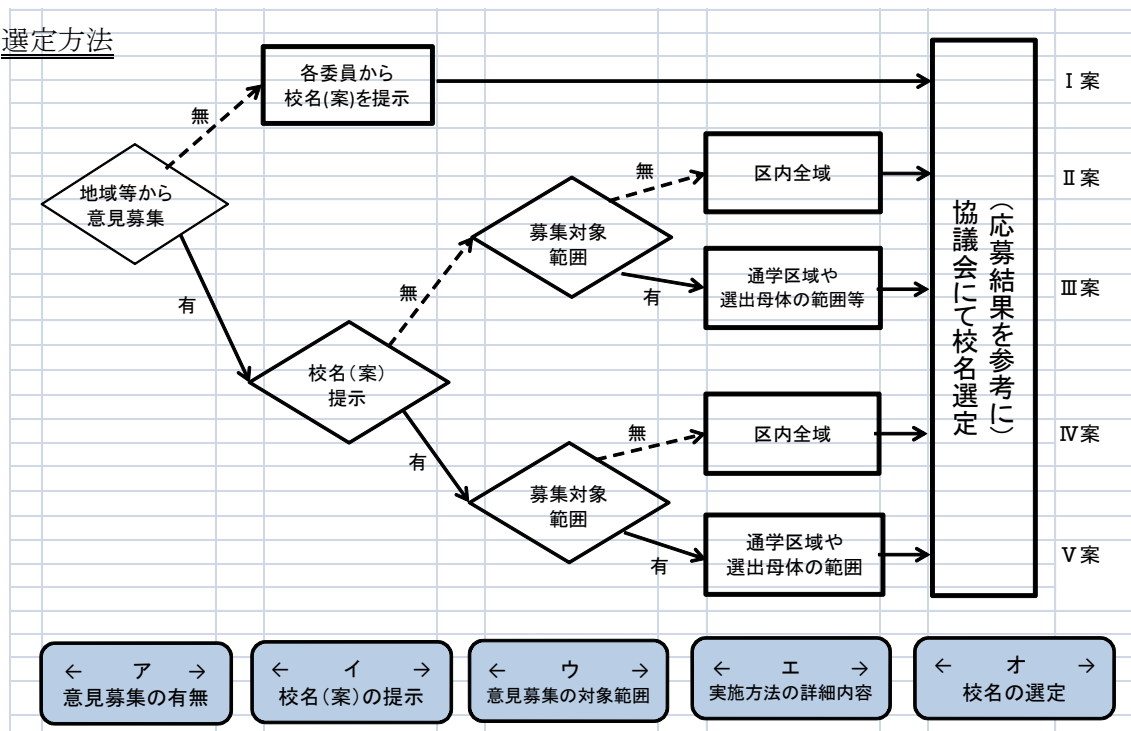 選定方法
各委員から
校名(案)を提示
Ⅰ案
無
地域等から
意見募集
有
無
区内全域
Ⅱ案
募集対象
範囲
有
通学区域や
選出母体の範囲等
Ⅲ案
無
校名(案)
提示
有
無
区内全域
Ⅳ案
募集対象
範囲
有
通学区域や
選出母体の範囲
Ⅴ案
(応募結果を参考に)
協議会にて校名選定
← ア →
意見募集の有無
← イ →
校名(案)の提示
← ウ →
意見募集の対象範囲
← エ →
実施方法の詳細内容
← オ →
校名の選定